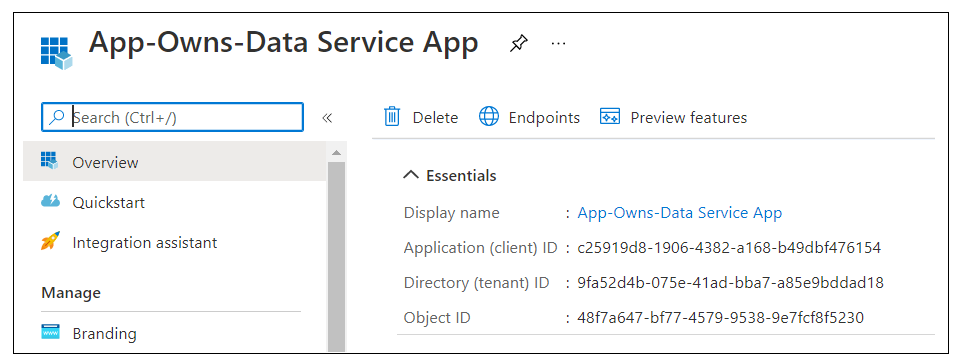 App-Owns-Data Service App
Search (Ctrl+/)
«
Overview
Quickstart
Integration assistant
Manage
Branding
Delete Endpoints Preview features
Essentials
Display name : App-Owns-Data Service App
Application (client) ID : c25919d8-1906-4382-a168-b49dbf476154
Directory (tenant) ID : 9fa52d4b-075e-41ad-bba7-a85e9bddad18
Object ID : 48f7a647-bf77-4579-9538-9e7fcf8f5230